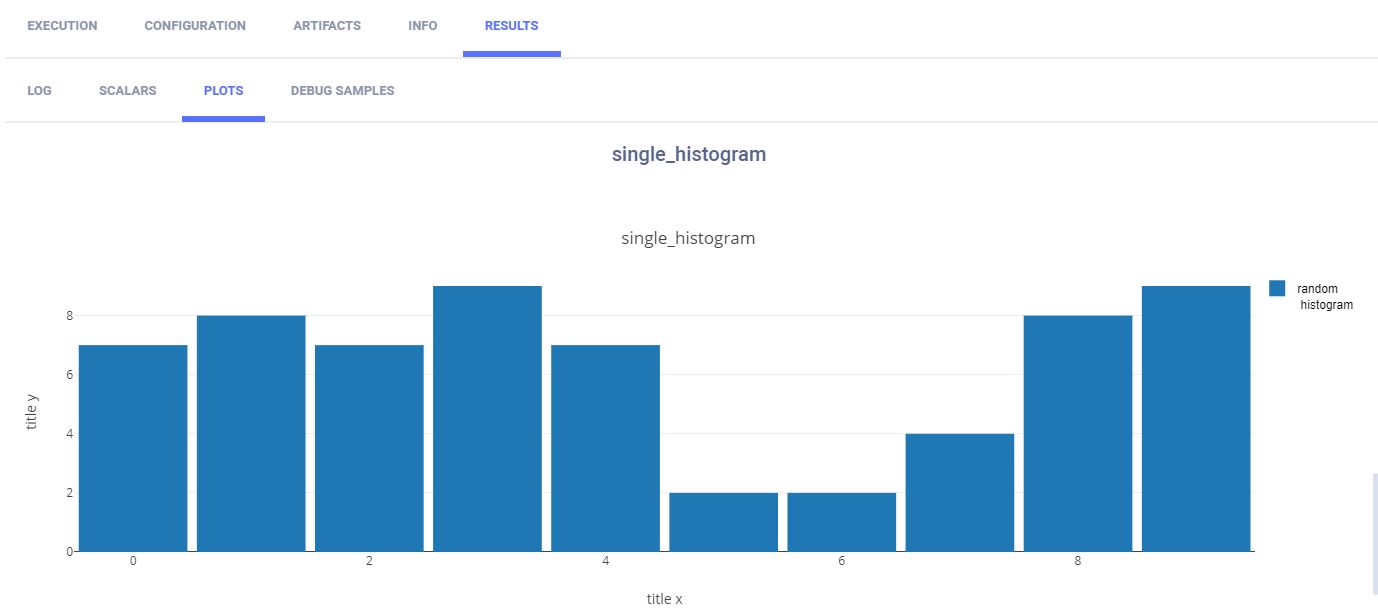 EXECUTION CONFIGURATION ARTIFACTS INFO RESULTS
LOG SCALARS PLOTS DEBUG SAMPLES
single_histogram
single_histogram
random
histogram
8
6
4
2
0
title y
0 2 4 6 8
title x